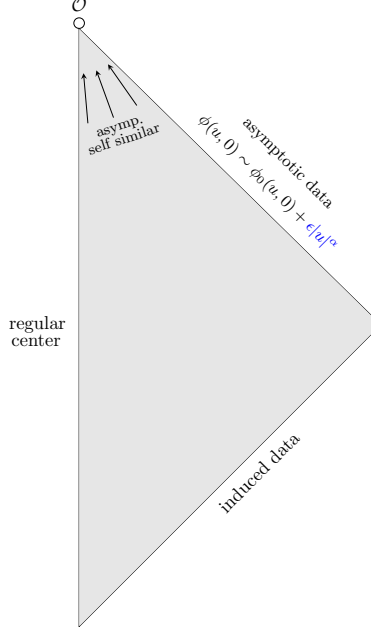 𝒪
asymp.
self similar
asymptotic data
ϕ(u, 0) ∼ ϕ₀(u, 0) + ϵ|u|^α
regular
center
induced data